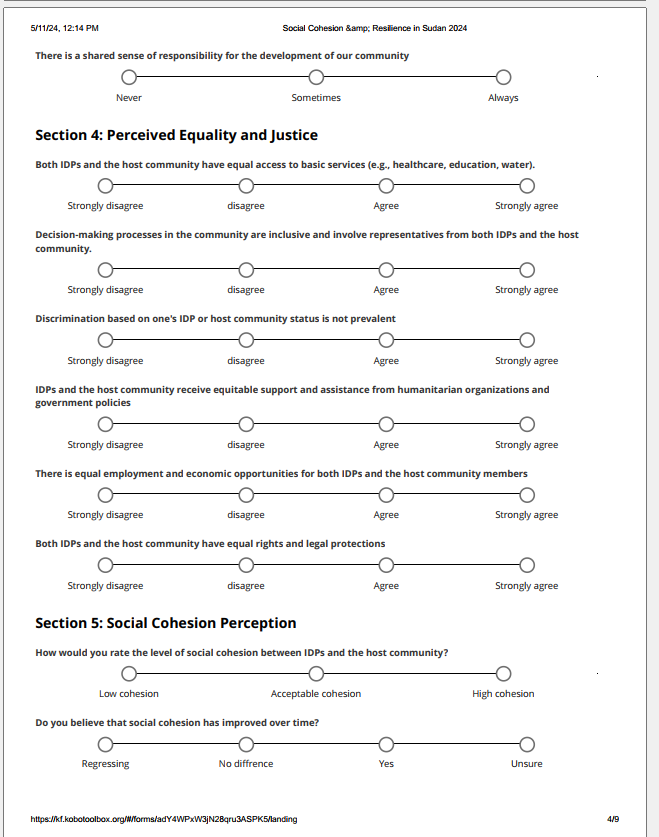 5/11/24, 12:14 PM Social Cohesion &amp; Resilience in Sudan 2024
There is a shared sense of responsibility for the development of our community
Never Sometimes Always
Section 4: Perceived Equality and Justice
Both IDPs and the host community have equal access to basic services (e.g., healthcare, education, water).
Strongly disagree disagree Agree Strongly agree
Decision-making processes in the community are inclusive and involve representatives from both IDPs and the host
community.
Strongly disagree disagree Agree Strongly agree
Discrimination based on one's IDP or host community status is not prevalent
Strongly disagree disagree Agree Strongly agree
IDPs and the host community receive equitable support and assistance from humanitarian organizations and
government policies
Strongly disagree disagree Agree Strongly agree
There is equal employment and economic opportunities for both IDPs and the host community members
Strongly disagree disagree Agree Strongly agree
Both IDPs and the host community have equal rights and legal protections
Strongly disagree disagree Agree Strongly agree
Section 5: Social Cohesion Perception
How would you rate the level of social cohesion between IDPs and the host community?
Low cohesion Acceptable cohesion High cohesion
Do you believe that social cohesion has improved over time?
Regressing No diffrence Yes Unsure
https://kf.kobotoolbox.org/#/forms/adY4WPxW3jN28qru3ASPK5/landing 4/9